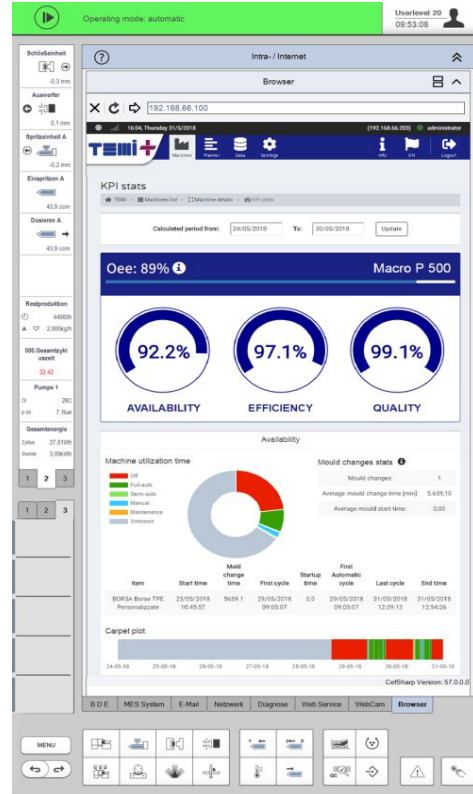 Operating mode: automatic
Userlevel 20
09:53:08
Schließeinheit
-0,3 mm
Auswerfer
0,1 mm
Spritzeinheit A
-0,2 mm
Einspritzen A
43,9 ccm
Dosieren A
43,9 ccm
Restproduktion
44980h
A 2,665kg/h
000.Gesamtzykl
uszeit
32,42
Pumpe 1
Öl 29C
7,1bar
Gesamtenergie
Zyklus 27,81Wh
Stunde 3,09kWh
1 2 3
1 2 3
Intra- / Internet
Browser
192.168.66.100
16:04, Thursday 31/5/2018
(192.168.66.203) administrator
TEMI+
Machines Planner Data Settings Info EN Logout
KPI stats
TEMI - Machines list - Machine details - KPI stats
Calculated period from: 24/05/2018 To: 30/05/2018 Update
Oee: 89% Macro P 500
92.2% 97.1% 99.1%
AVAILABILITY EFFICIENCY QUALITY
Availability
Machine utilization time
Off
Full-auto
Semi-auto
Manual
Maintenance
Unknown
Mould changes stats
Mould changes: 1
Average mould change time [min]: 5.659,10
Average mould start time: 0,00
Item Start time Mold change time First cycle Startup time First Automatic cycle Last cycle End time
BORSA Borse TPE Personalizzate 25/05/2018 10:45:57 5659.1 29/05/2018 09:05:07 0.0 29/05/2018 09:05:07 31/05/2018 12:09:13 31/05/2018 12:54:26
Carpet plot
24-05-18 25-05-18 26-05-18 27-05-18 28-05-18 29-05-18 30-05-18 31-05-18
CefSharp Version: 57.0.0.0
B D E MES System E-Mail Netzwerk Diagnose Web Service WebCam Browser
MENU
QC